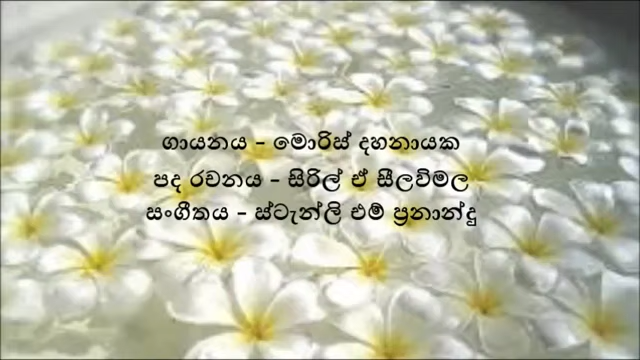 ගායනය – මොරිස් දහනායක
පද රචනය – සිරිල් ඒ සීලවිමල
සංගීතය – ස්ටැන්ලි එම් ප්‍රනාන්දු